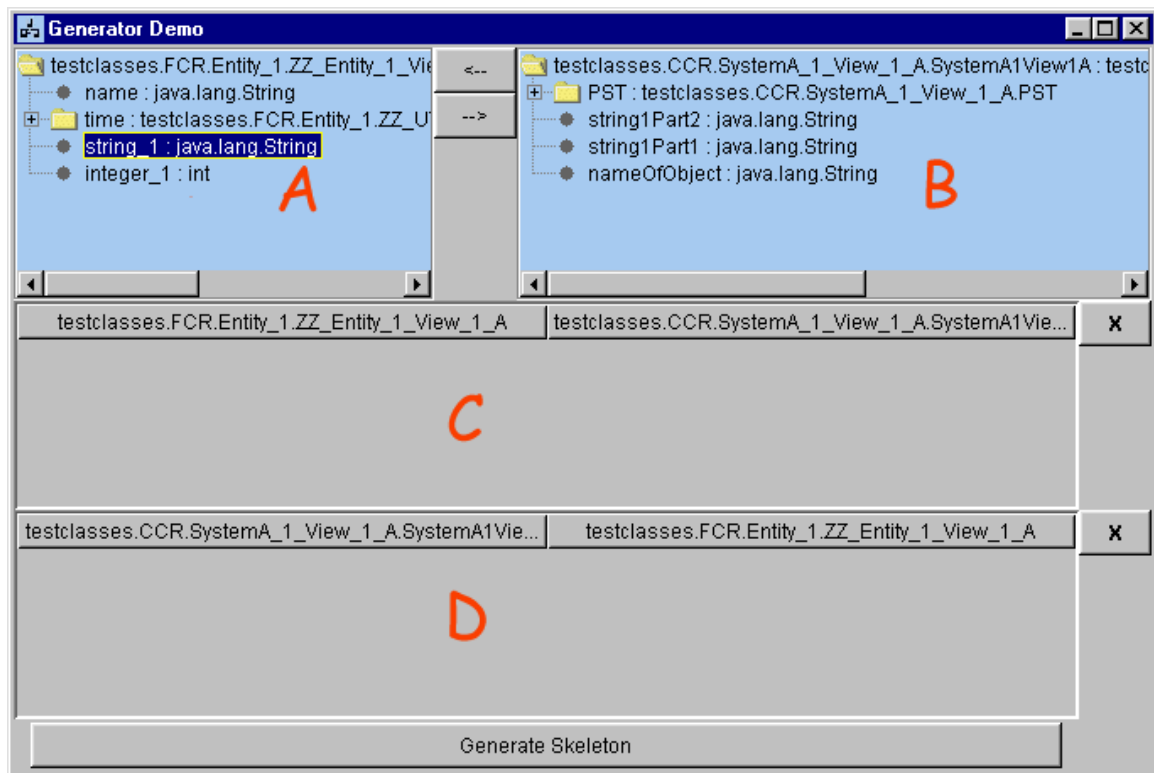 Generator Demo
testclasses.FCR.Entity_1.ZZ_Entity_1_Vie
name : java.lang.String
time : testclasses.FCR.Entity_1.ZZ_U
string_1 : java.lang.String
integer_1 : int
A
<--
-->
testclasses.CCR.SystemA_1_View_1_A.SystemA1View1A : testc
PST : testclasses.CCR.SystemA_1_View_1_A.PST
string1Part2 : java.lang.String
string1Part1 : java.lang.String
nameOfObject : java.lang.String
B
testclasses.FCR.Entity_1.ZZ_Entity_1_View_1_A testclasses.CCR.SystemA_1_View_1_A.SystemA1Vie... X
C
testclasses.CCR.SystemA_1_View_1_A.SystemA1Vie... testclasses.FCR.Entity_1.ZZ_Entity_1_View_1_A X
D
Generate Skeleton